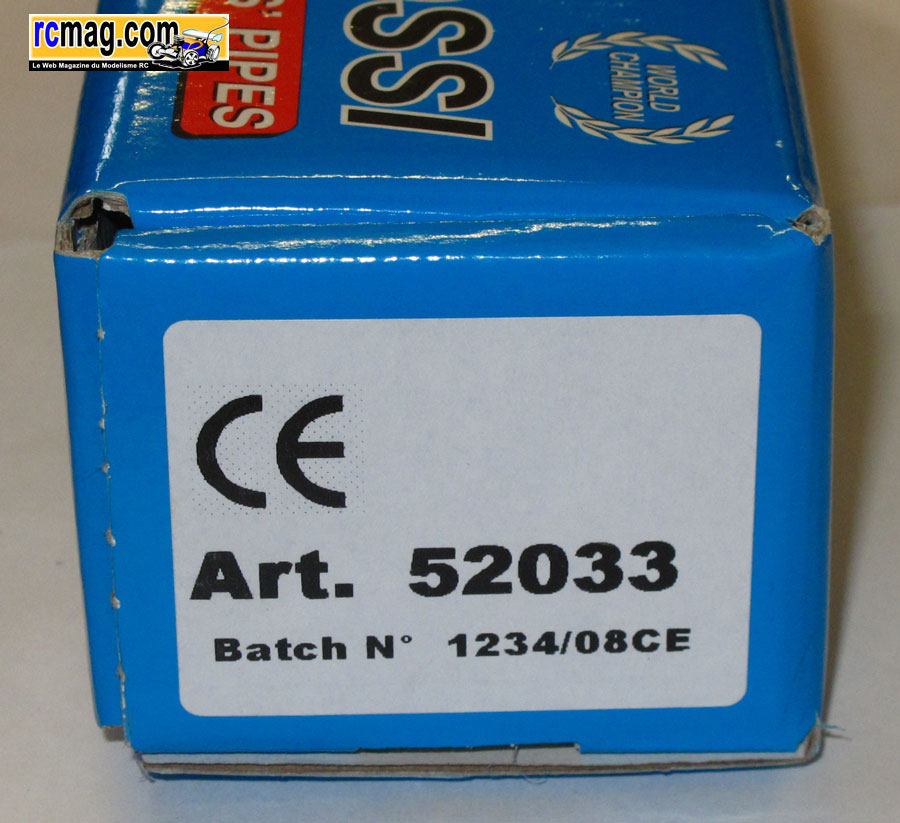 rcmag.com
Le Web Magazine du Modelisme RC
S' PIPES
SSI
WORLD
CHAMPION
CE
Art. 52033
Batch N° 1234/08CE